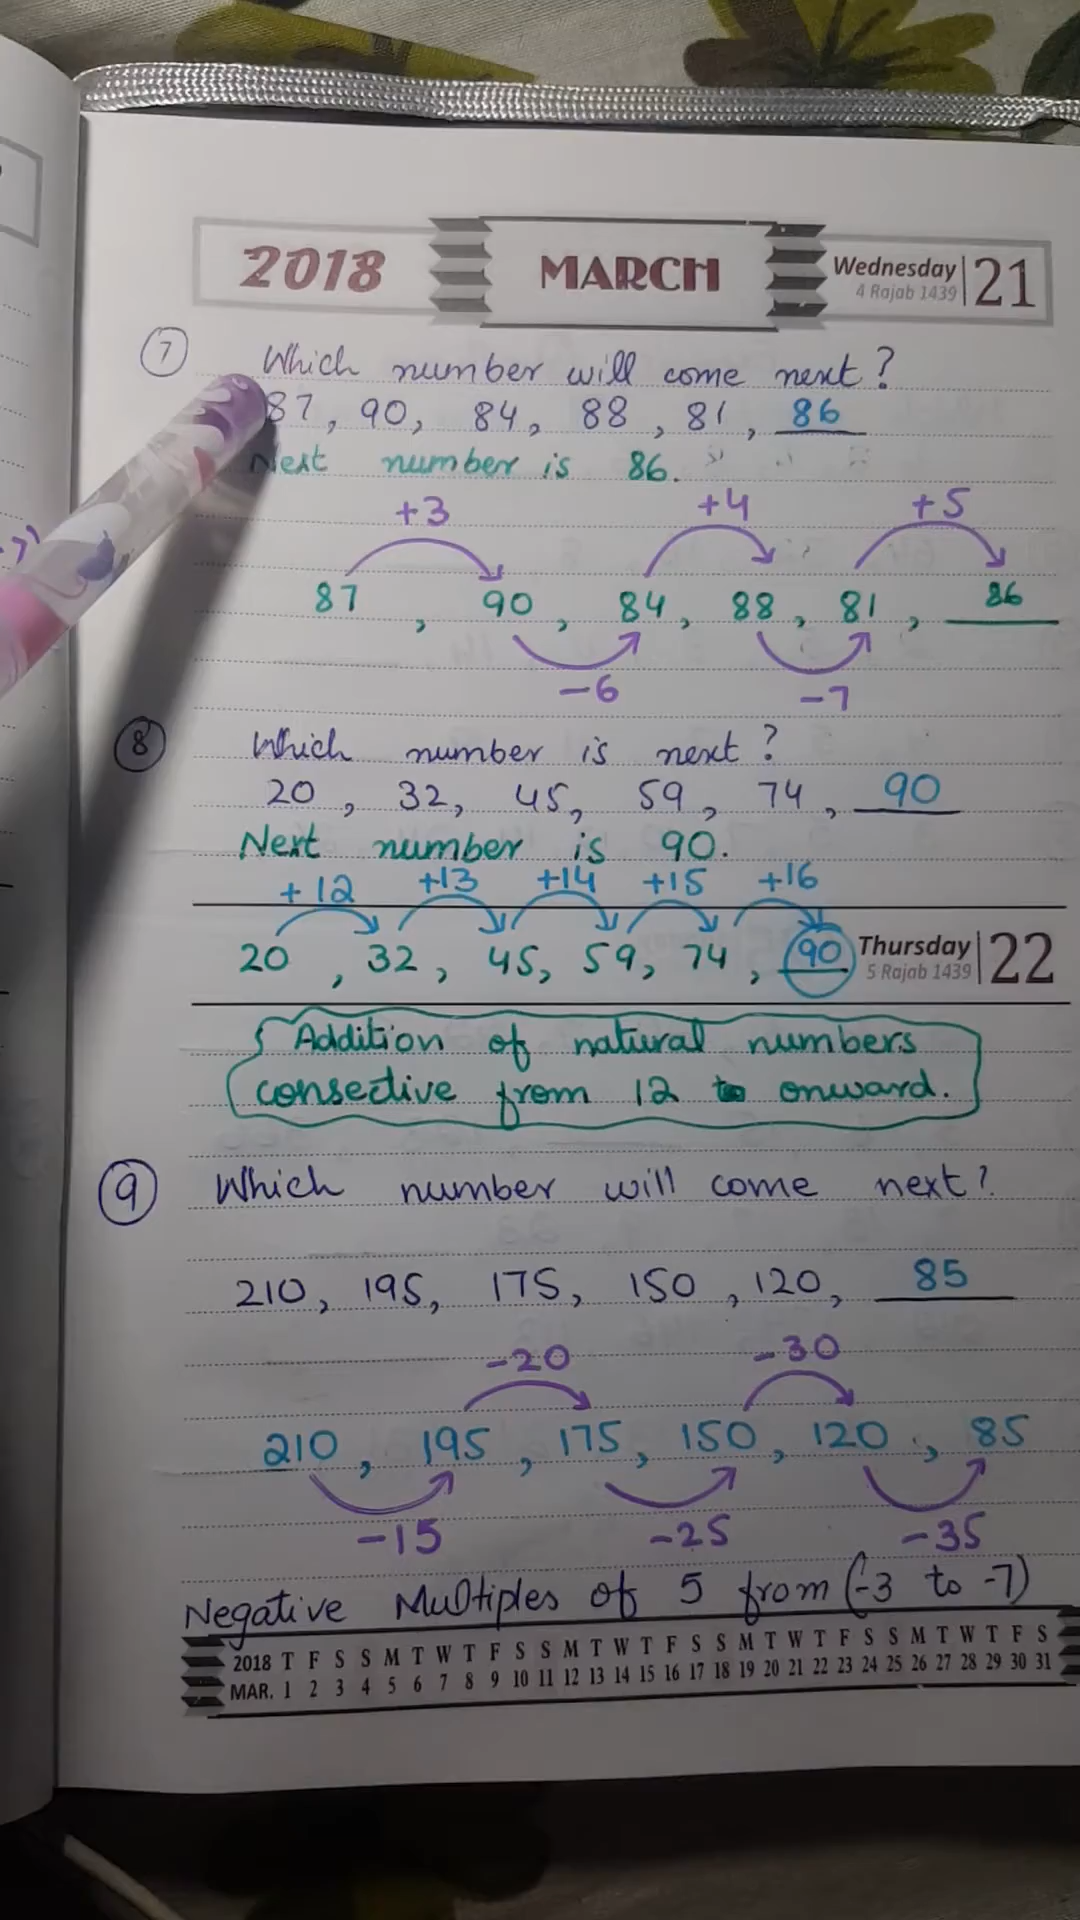 2018 MARCH Wednesday 21
4 Rajab 1439
7 Which number will come next?
87, 90, 84, 88, 81, 86
Next number is 86.
+3 +4 +5
87, 90, 84, 88, 81, 86
-6 -7
8 Which number is next?
20, 32, 45, 59, 74, 90
Next number is 90.
+12 +13 +14 +15 +16
20, 32, 45, 59, 74, 90 Thursday 22
5 Rajab 1439
Addition of natural numbers
consective from 12 to onward.
9 Which number will come next?
210, 195, 175, 150, 120, 85
-20 -30
210, 195, 175, 150, 120, 85
-15 -25 -35
Negative Multiples of 5 from (-3 to -7)
2018 T F S S M T W T F S S M T W T F S S M T W T F S S M T W T F S
MAR. 1 2 3 4 5 6 7 8 9 10 11 12 13 14 15 16 17 18 19 20 21 22 23 24 25 26 27 28 29 30 31